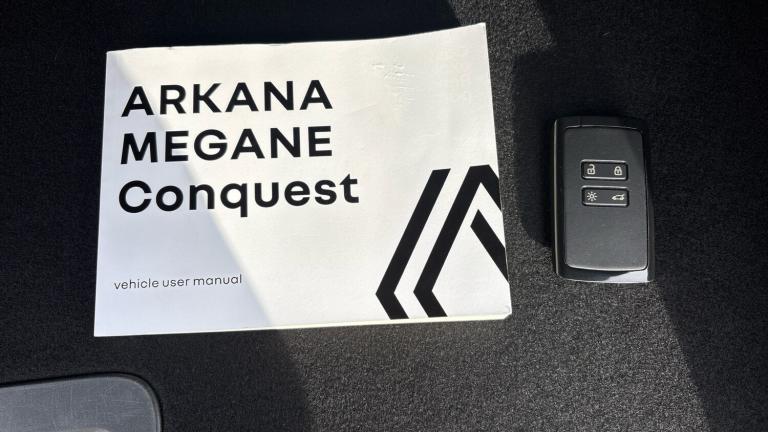 ARKANA
MEGANE
Conquest
vehicle user manual